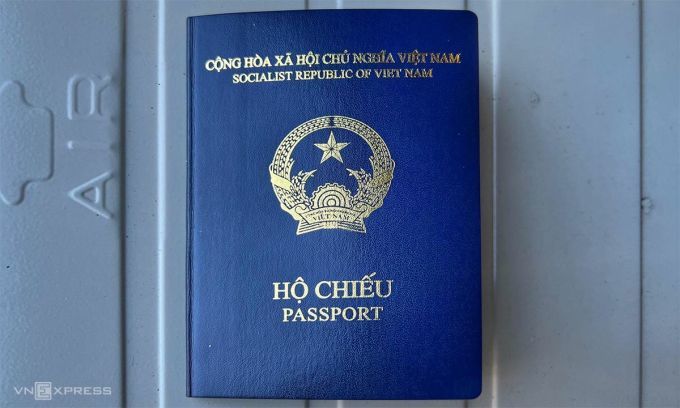 CỘNG HÒA XÃ HỘI CHỦ NGHĨA VIỆT NAM
SOCIALIST REPUBLIC OF VIET NAM
VIỆT NAM
HỘ CHIẾU
PASSPORT
AIR
VNEXPRESS